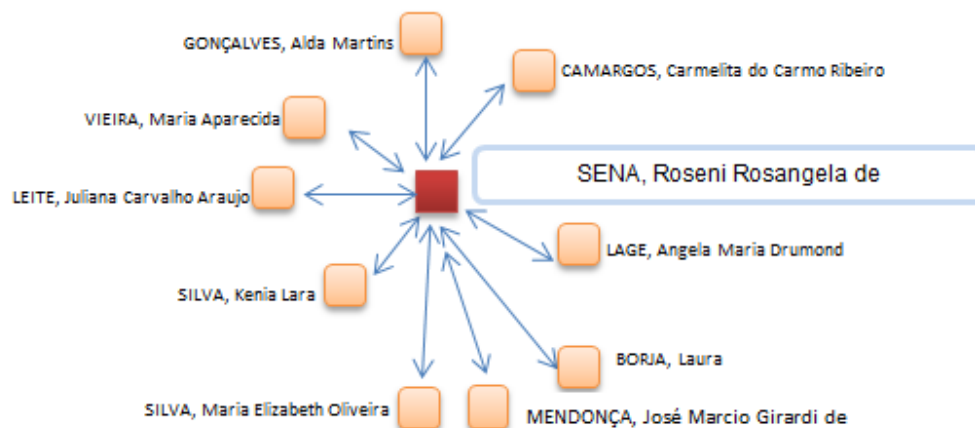 GONÇALVES, Alda Martins
CAMARGOS, Carmelita do Carmo Ribeiro
VIEIRA, Maria Aparecida
SENA, Roseni Rosangela de
LEITE, Juliana Carvalho Araujo
LAGE, Angela Maria Drumond
SILVA, Kenia Lara
BORJA, Laura
SILVA, Maria Elizabeth Oliveira
MENDONÇA, José Marcio Girardi de